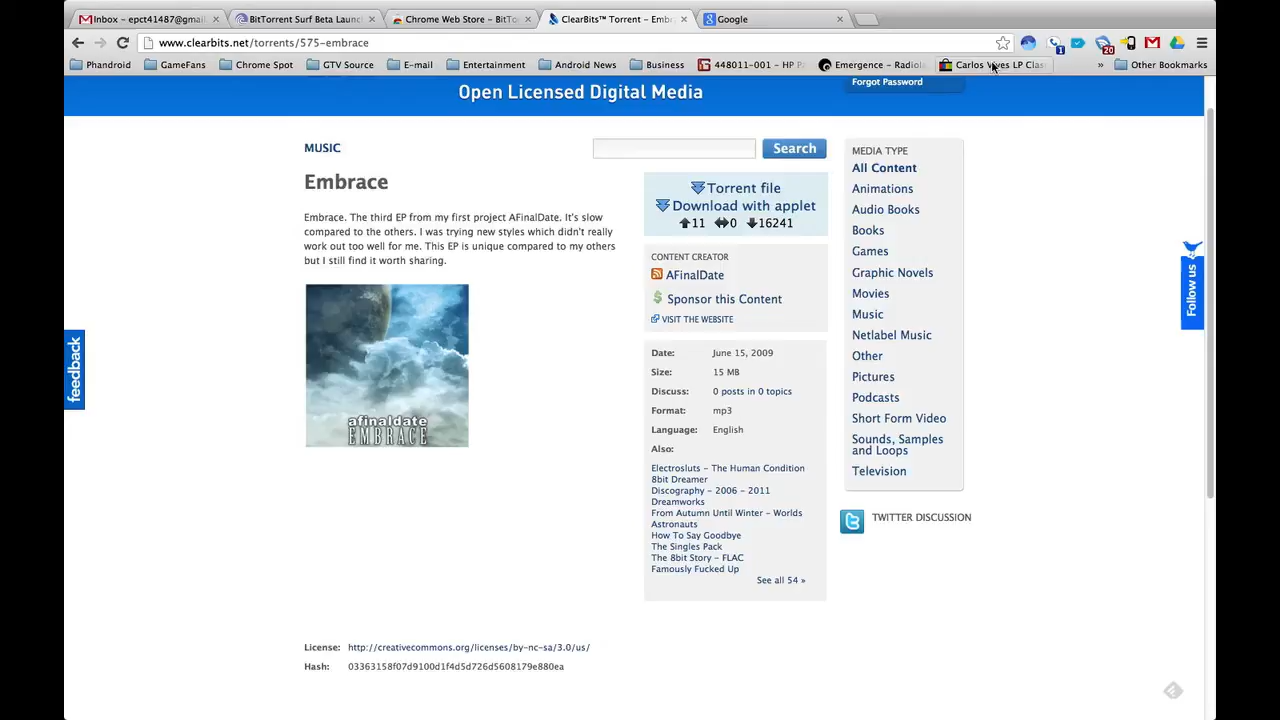 Inbox – epct41487@gmail.
BitTorrent Surf Beta Launc
Chrome Web Store – BitTo
ClearBits™ Torrent – Embr
Google
www.clearbits.net/torrents/575-embrace
1
20
Phandroid
GameFans
Chrome Spot
GTV Source
E-mail
Entertainment
Android News
Business
448011-001 – HP P
Emergence – Radiol
Carlos Vives LP Clas
»
Other Bookmarks
Open Licensed Digital Media
Forgot Password
MUSIC
Search
Embrace
Embrace. The third EP from my first project AFinalDate. It's slow
compared to the others. I was trying new styles which didn't really
work out too well for me. This EP is unique compared to my others
but I still find it worth sharing.
afinaldate
EMBRACE
Torrent file
Download with applet
11 0 16241
CONTENT CREATOR
AFinalDate
Sponsor this Content
VISIT THE WEBSITE
Date: June 15, 2009
Size: 15 MB
Discuss: 0 posts in 0 topics
Format: mp3
Language: English
Also:
Electrosluts – The Human Condition
8bit Dreamer
Discography – 2006 – 2011
Dreamworks
From Autumn Until Winter – Worlds
Astronauts
How To Say Goodbye
The Singles Pack
The 8bit Story – FLAC
Famously Fucked Up
See all 54 »
MEDIA TYPE
All Content
Animations
Audio Books
Books
Games
Graphic Novels
Movies
Music
Netlabel Music
Other
Pictures
Podcasts
Short Form Video
Sounds, Samples
and Loops
Television
TWITTER DISCUSSION
feedback
Follow us
License: http://creativecommons.org/licenses/by-nc-sa/3.0/us/
Hash: 03363158f07d9100d1f4d5d726d5608179e880ea